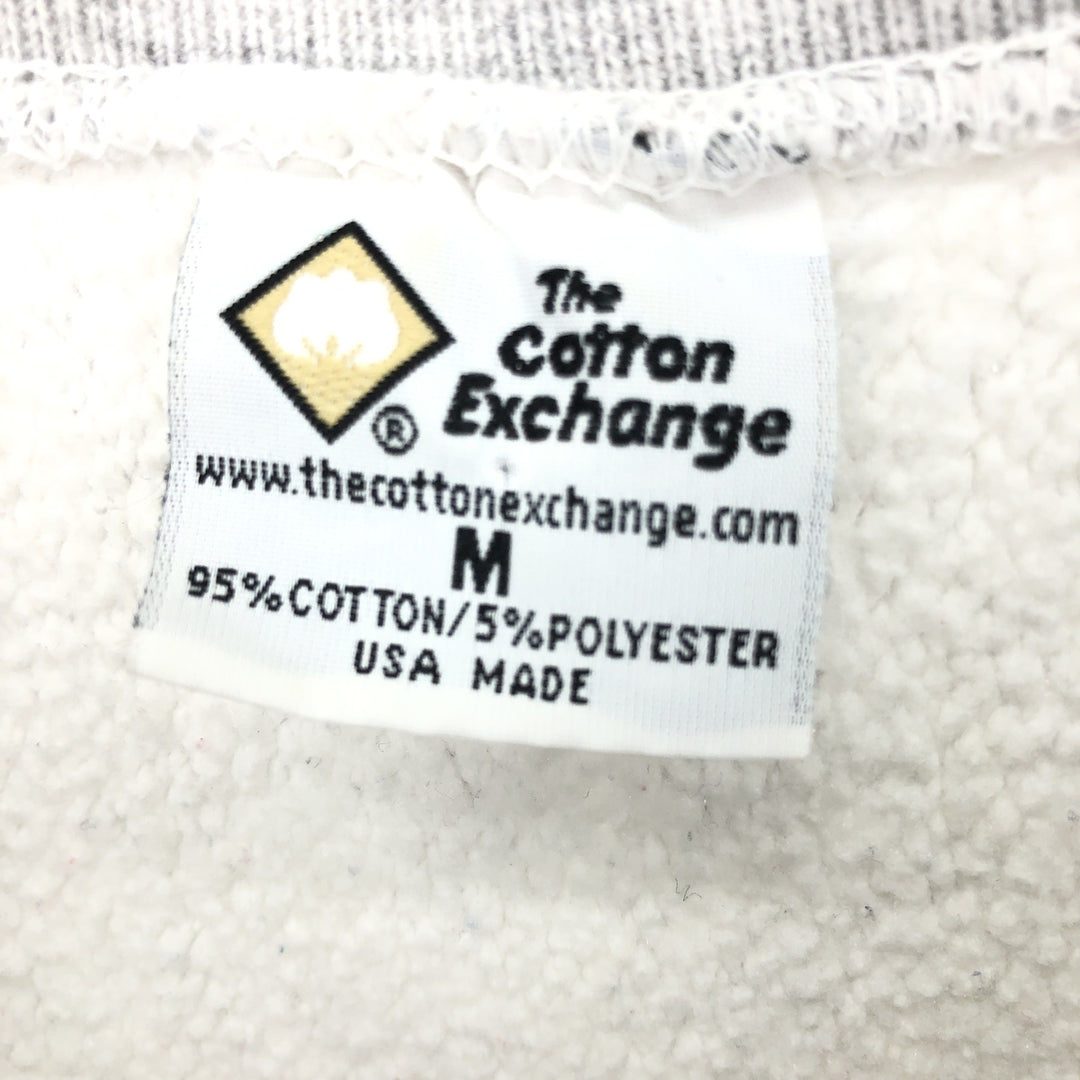 The
Cotton
Exchange
®
www.thecottonexchange.com
M
95%COTTON/5%POLYESTER
USA MADE